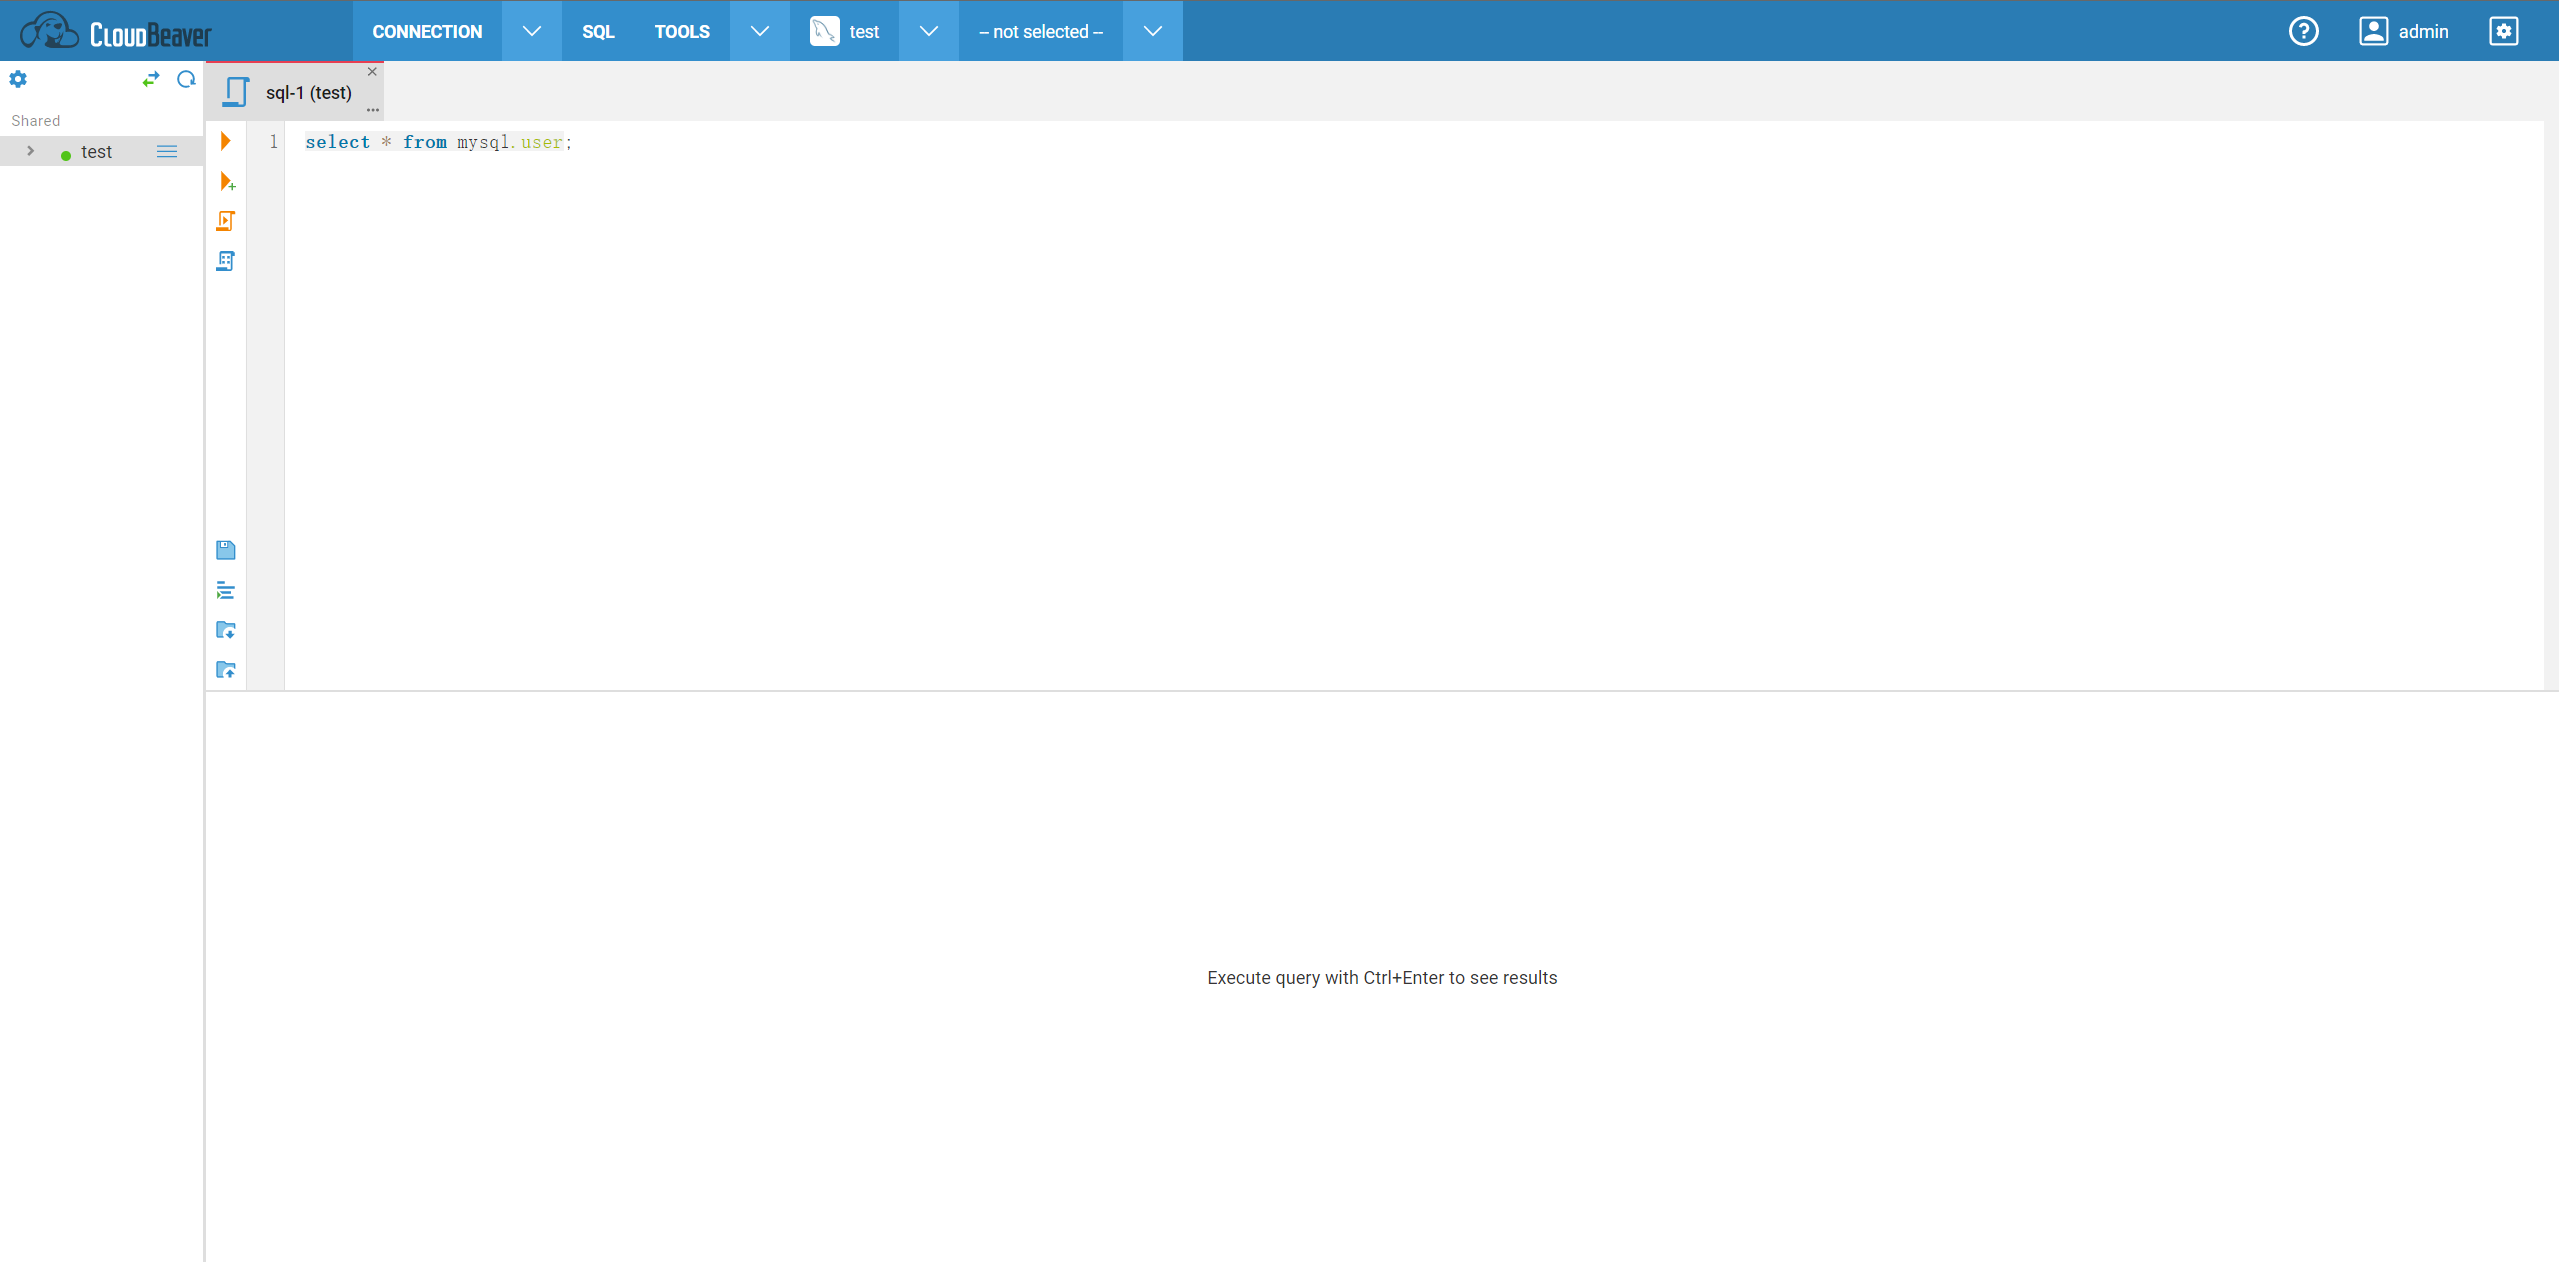 CloudBeaver CONNECTION SQL TOOLS test – not selected – ? admin
sql-1 (test)
Shared
test
1 select * from mysql.user;
Execute query with Ctrl+Enter to see results